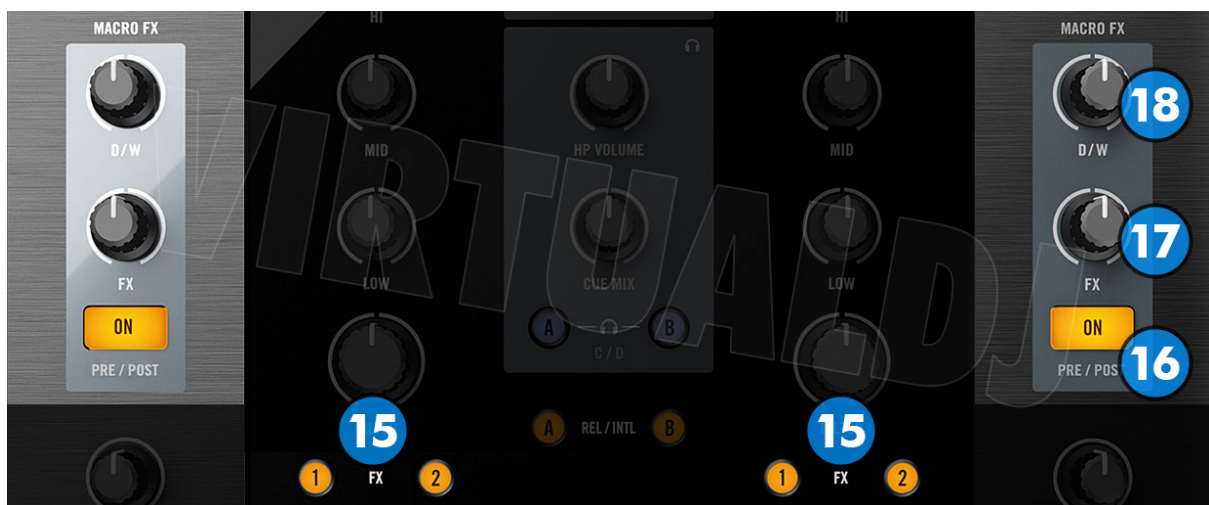 MACRO FX
D/W
FX
ON
PRE / POST
HI
MID
LOW
15
1 FX 2
HP VOLUME
CUE MIX
A B
C / D
A REL / INTL B
HI
MID
LOW
15
1 FX 2
MACRO FX
18
D/W
17
FX
ON
16
PRE / POST
VIRTUALDJ